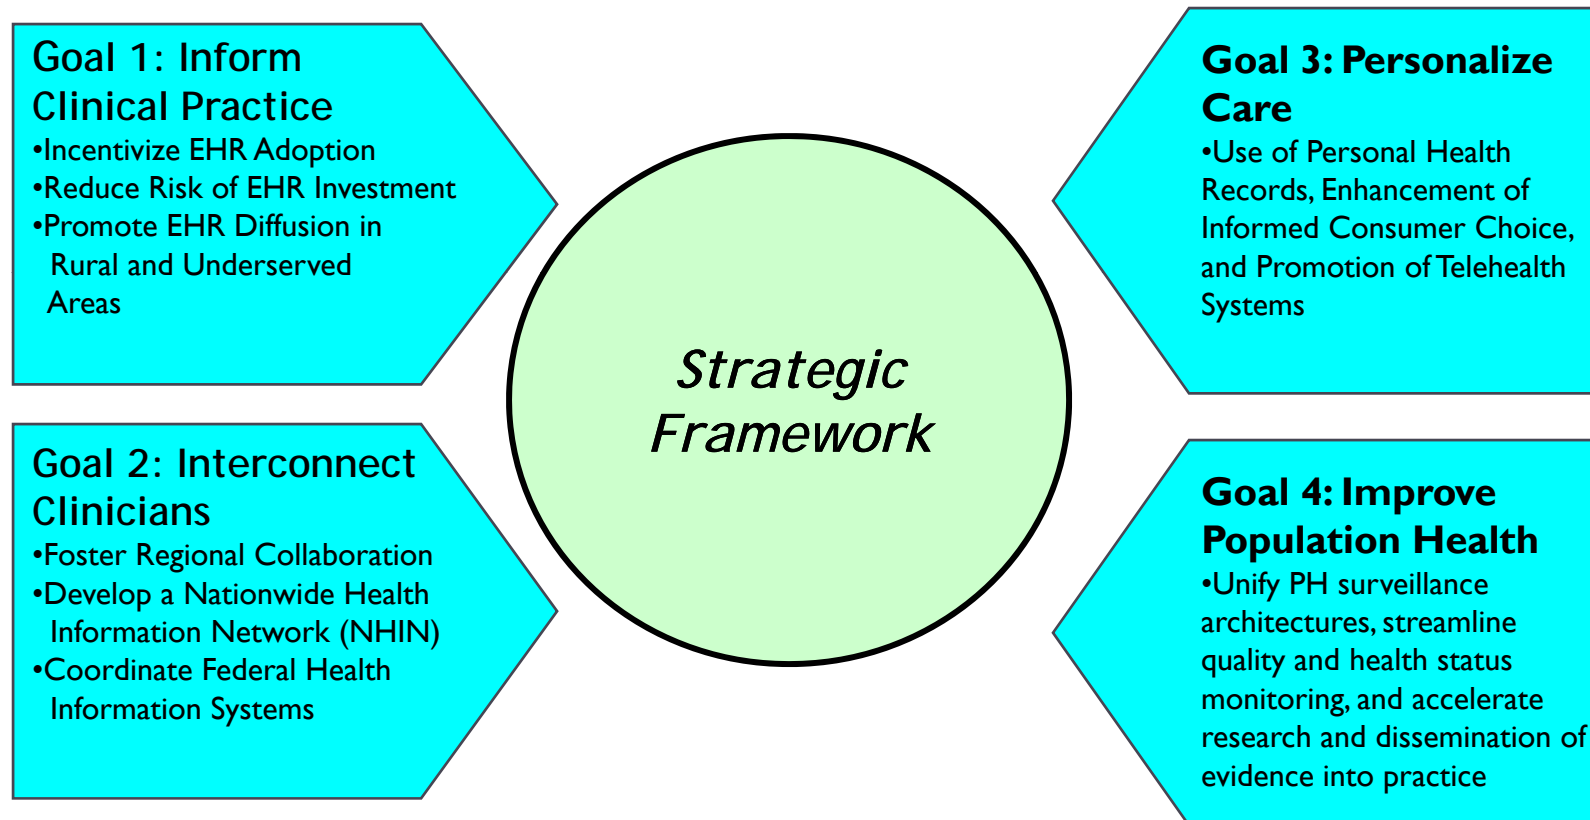 Goal 1: Inform
Clinical Practice
•Incentivize EHR Adoption
•Reduce Risk of EHR Investment
•Promote EHR Diffusion in
Rural and Underserved
Areas
Goal 2: Interconnect
Clinicians
•Foster Regional Collaboration
•Develop a Nationwide Health
Information Network (NHIN)
•Coordinate Federal Health
Information Systems
Strategic
Framework
Goal 3: Personalize
Care
•Use of Personal Health
Records, Enhancement of
Informed Consumer Choice,
and Promotion of Telehealth
Systems
Goal 4: Improve
Population Health
•Unify PH surveillance
architectures, streamline
quality and health status
monitoring, and accelerate
research and dissemination of
evidence into practice